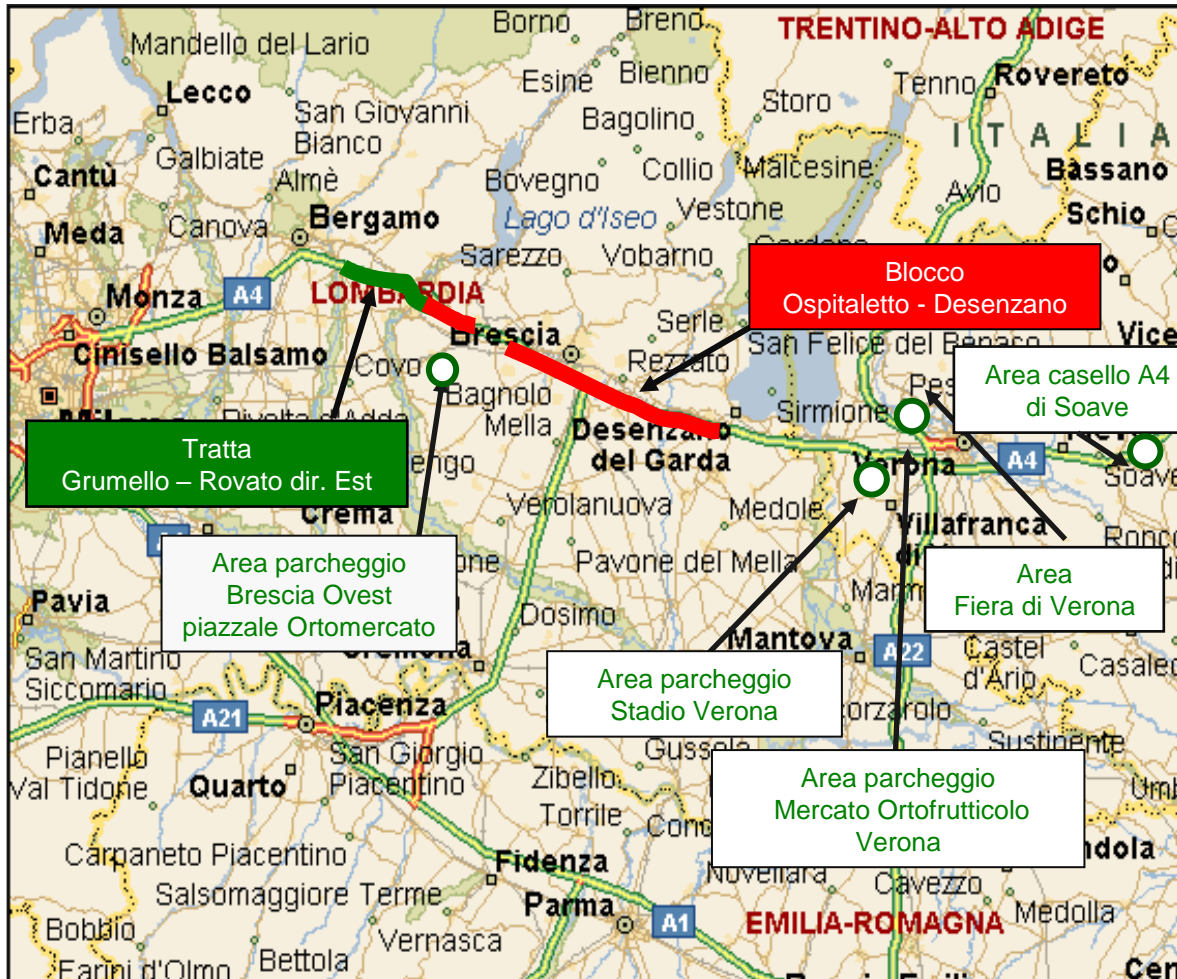 Borno
Breno
TRENTINO-ALTO ADIGE
Mandello del Lario
Esine
Bienno
Tenno
Rovereto
Lecco
San Giovanni
Bianco
Storo
Erba
Bagolino
ITALIA
Galbiate
Collio
Malcesine
Bassano
Cantù
Almè
Bovegno
Avio
Lago d'Iseo
Vestone
Schio
Meda
Canova
Bergamo
Sarezzo
Vobarno
Blocco
Ospitaletto - Desenzano
A4
LOMBARDIA
Monza
Serle
Brescia
San Felice del Benaco
Cinisello Balsamo
Covo
Rezzato
Area casello A4
di Soave
Bagnolo
Mella
Sirmione
Desenzano
del Garda
Tratta
Grumello – Rovato dir. Est
Verona
A4
Soave
Crema
Verolanuova
Medole
Villafranca
Area parcheggio
Brescia Ovest
piazzale Ortomercato
Pavone del Mella
Area
Fiera di Verona
Pavia
Dosimo
Mantova
A22
Castel
d'Ario
San Martino
Siccomario
Cremona
Area parcheggio
Stadio Verona
Piacenza
A21
Gussola
Sustinente
Pianello
Val Tidone
San Giorgio
Piacentino
Quarto
Zibello
Area parcheggio
Mercato Ortofrutticolo
Verona
Torrile
Carpaneto Piacentino
Fidenza
Novellara
Cavezzo
Salsomaggiore Terme
Parma
A1
EMILIA-ROMAGNA
Medolla
Bobbio
Vernasca
Bettola
Farini d'Olmo